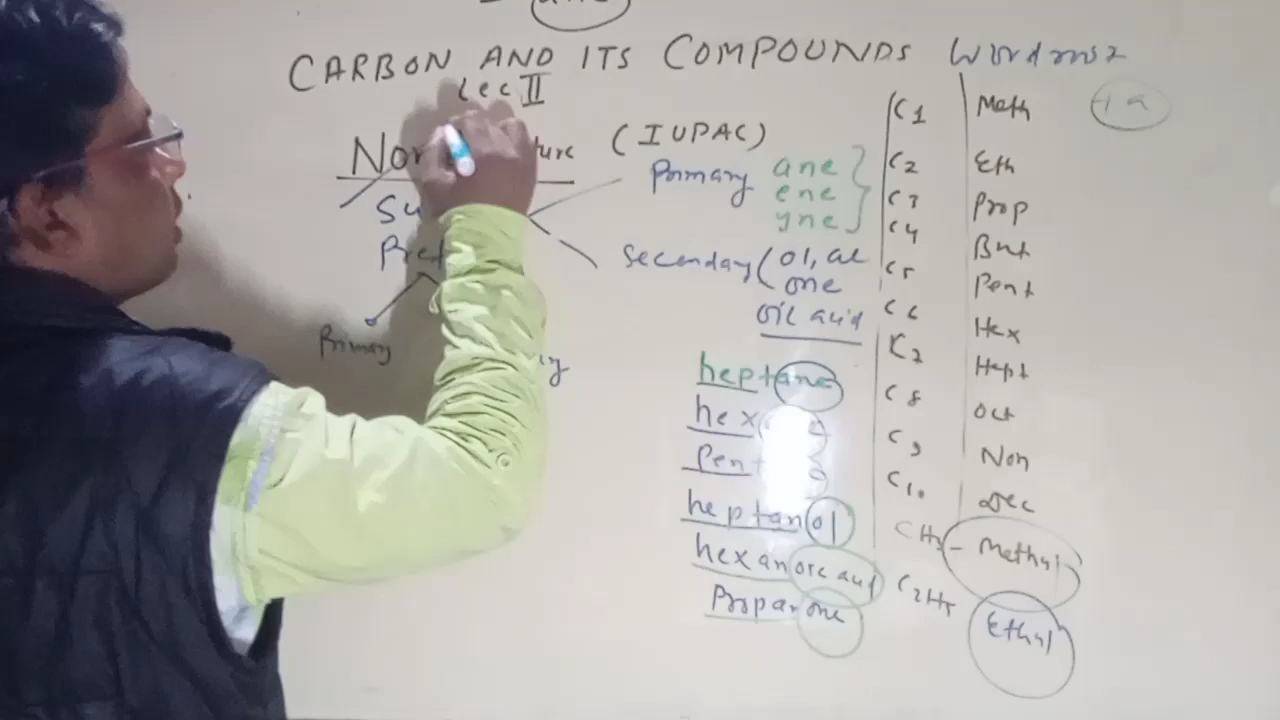 CARBON AND ITS COMPOUNDS
Lec II
(IUPAC)
Primary ane
ene
yne
Secondary (ol, al
one
oic acid
Primary
heptane
hex
Pent
heptanol
hexanoic acid
Propanone
C1 Meth
C2 Eth
C3 Prop
C4 But
C5 Pent
C6 Hex
C7 Hept
C8 Oct
C9 Non
C10 Dec
CH3 - Methyl
C2H5 Ethyl